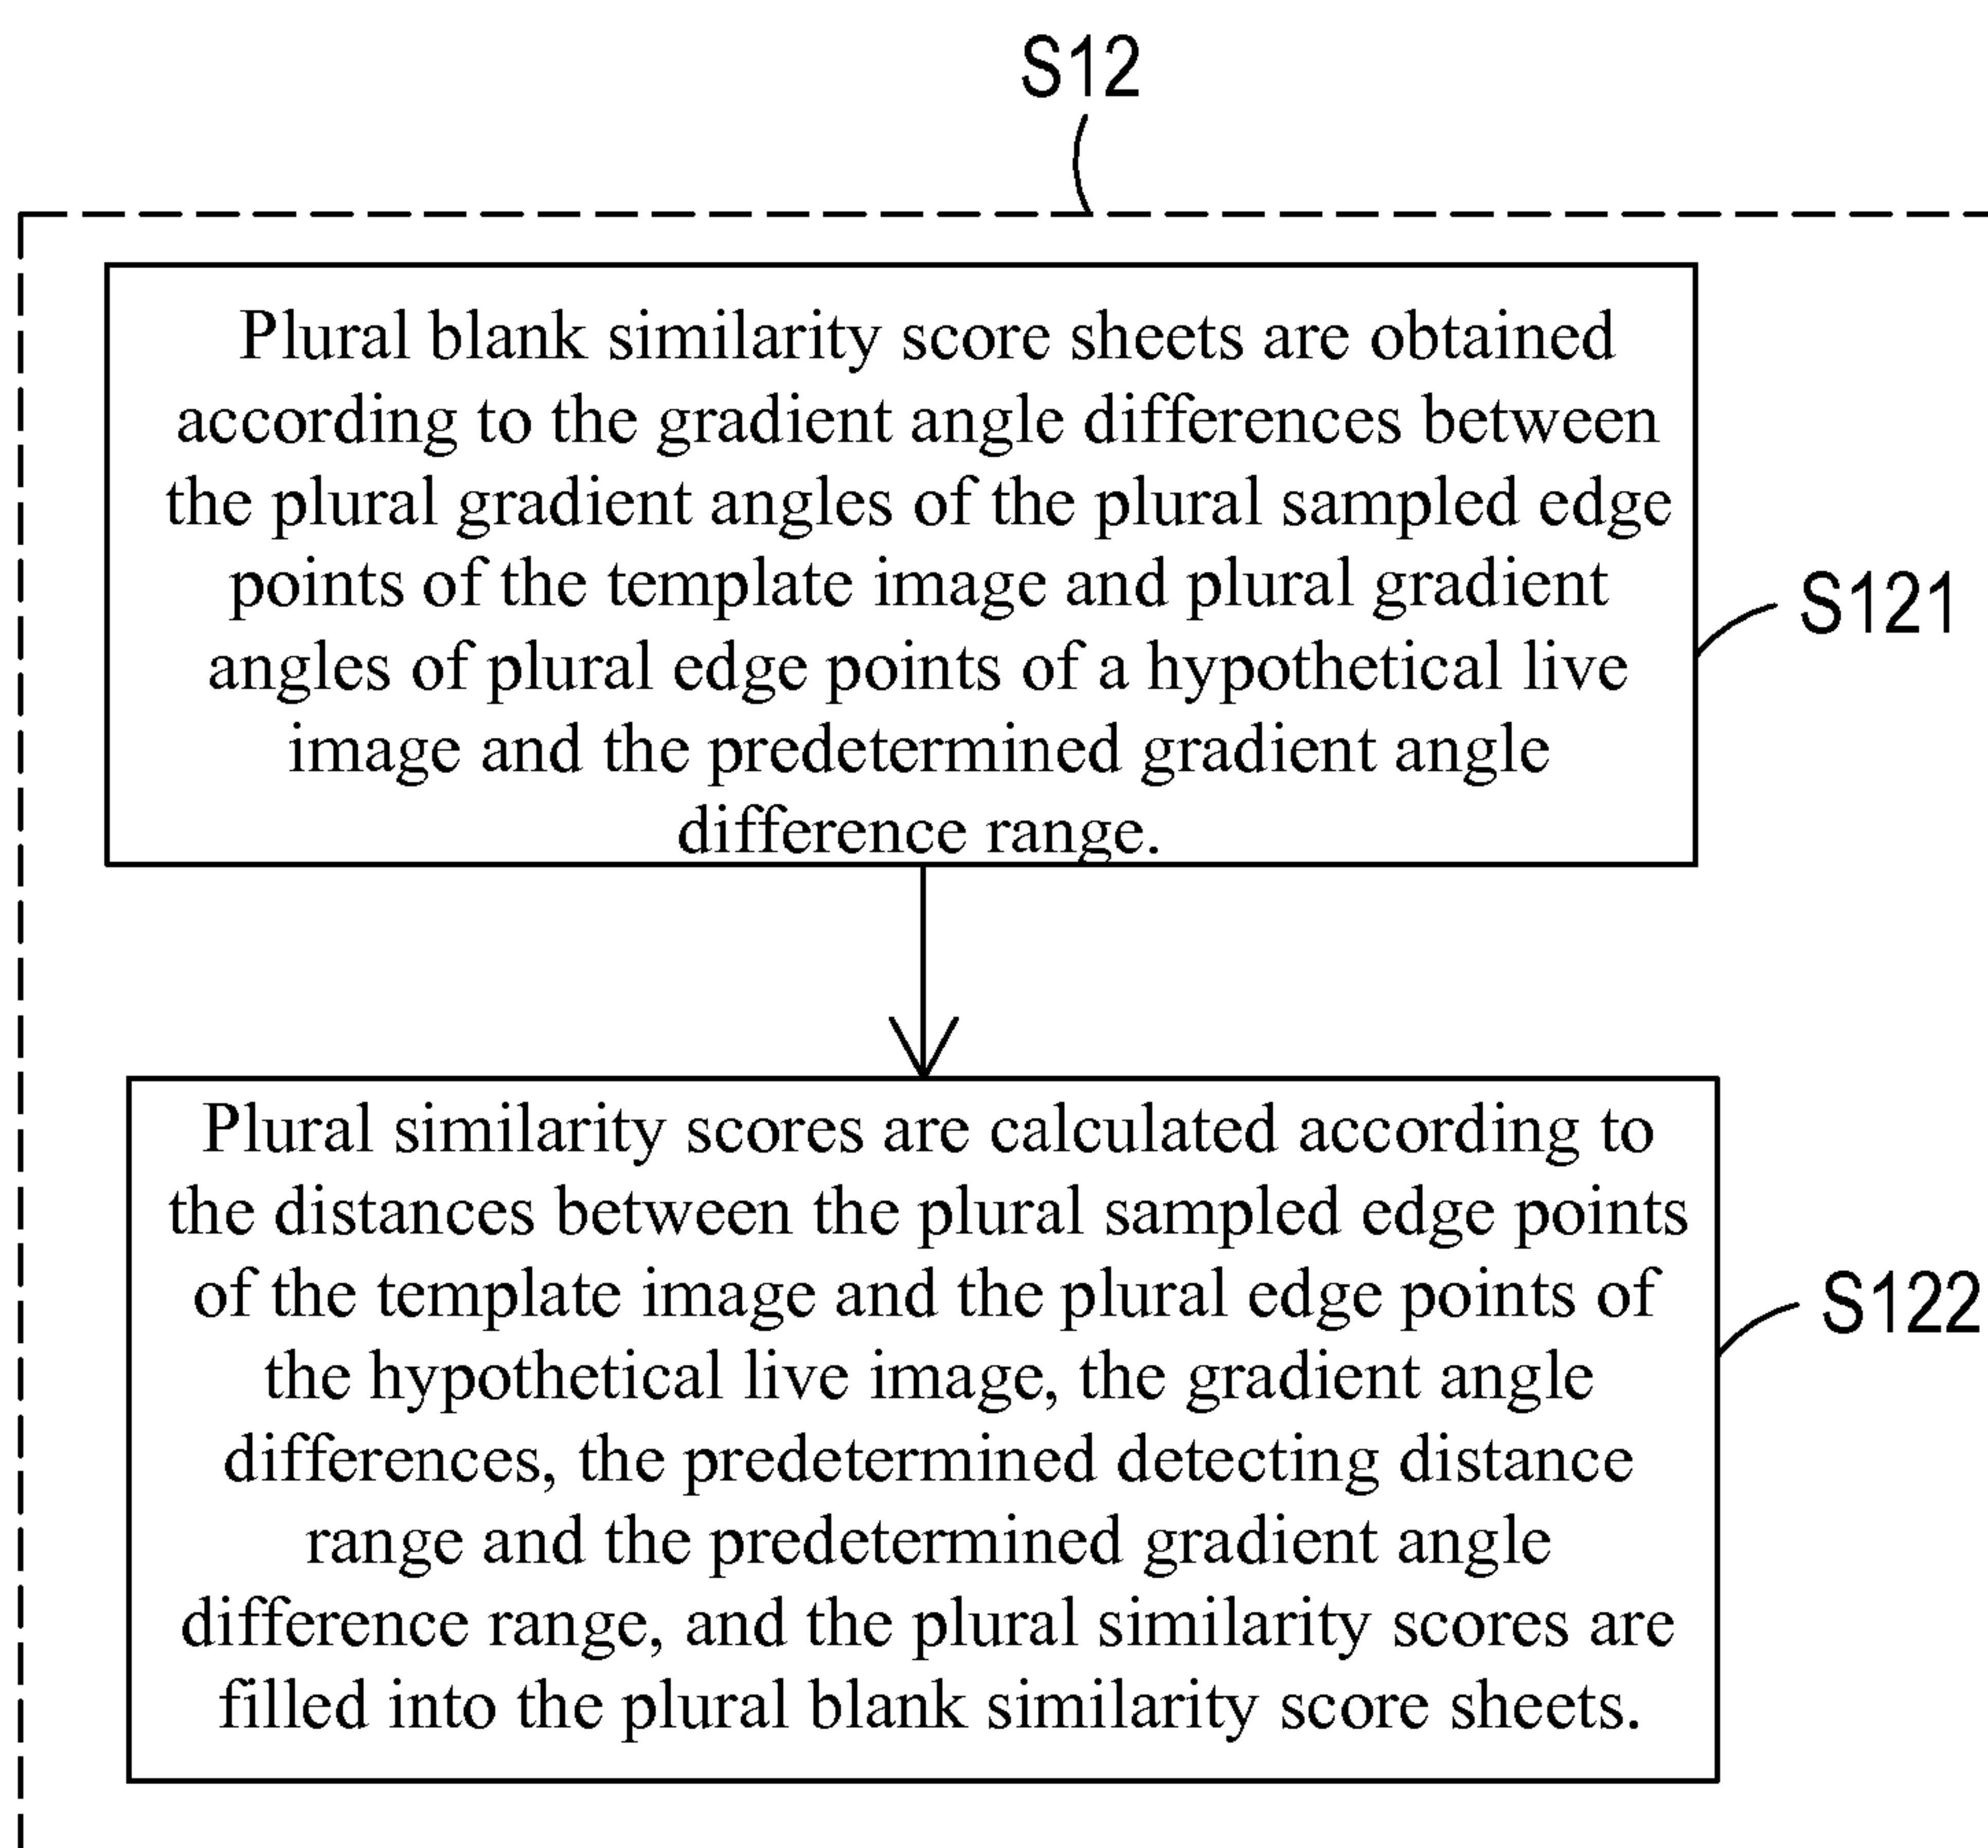 S12
Plural blank similarity score sheets are obtained
according to the gradient angle differences between
the plural gradient angles of the plural sampled edge
points of the template image and plural gradient
angles of plural edge points of a hypothetical live
image and the predetermined gradient angle
difference range.
S121
Plural similarity scores are calculated according to
the distances between the plural sampled edge points
of the template image and the plural edge points of
the hypothetical live image, the gradient angle
differences, the predetermined detecting distance
range and the predetermined gradient angle
difference range, and the plural similarity scores are
filled into the plural blank similarity score sheets.
S122